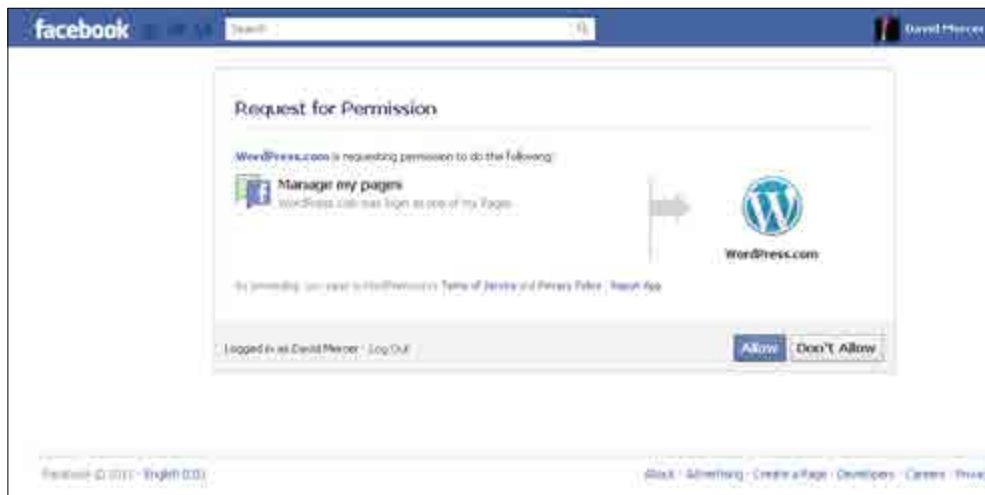 facebook
Search
David Mercer
Request for Permission
WordPress.com is requesting permission to do the following:
Manage my pages
WordPress.com may login as one of my Pages
WordPress.com
By proceeding, you agree to WordPress.com's Terms of Service and Privacy Policy · Report App
Logged in as David Mercer · Log Out
Allow
Don't Allow
Facebook © 2011 · English (US)
About · Advertising · Create a Page · Developers · Careers ·